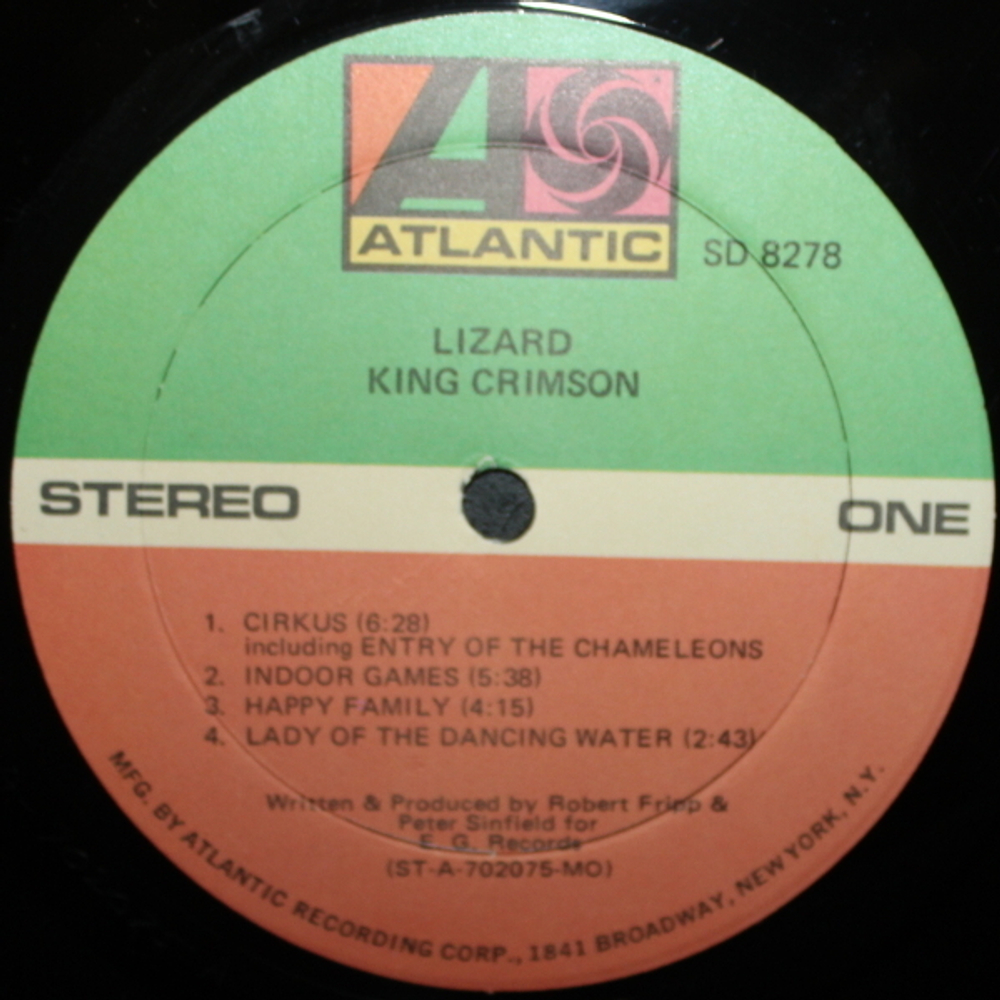 ATLANTIC
SD 8278
LIZARD
KING CRIMSON
STEREO
ONE
1. CIRKUS (6:28)
including ENTRY OF THE CHAMELEONS
2. INDOOR GAMES (5:38)
3. HAPPY FAMILY (4:15)
4. LADY OF THE DANCING WATER (2:43)
Written & Produced by Robert Fripp &
Peter Sinfield for
E. G. Records
(ST-A-702075-MO)
MFG. BY ATLANTIC RECORDING CORP., 1841 BROADWAY, NEW YORK, N.Y.